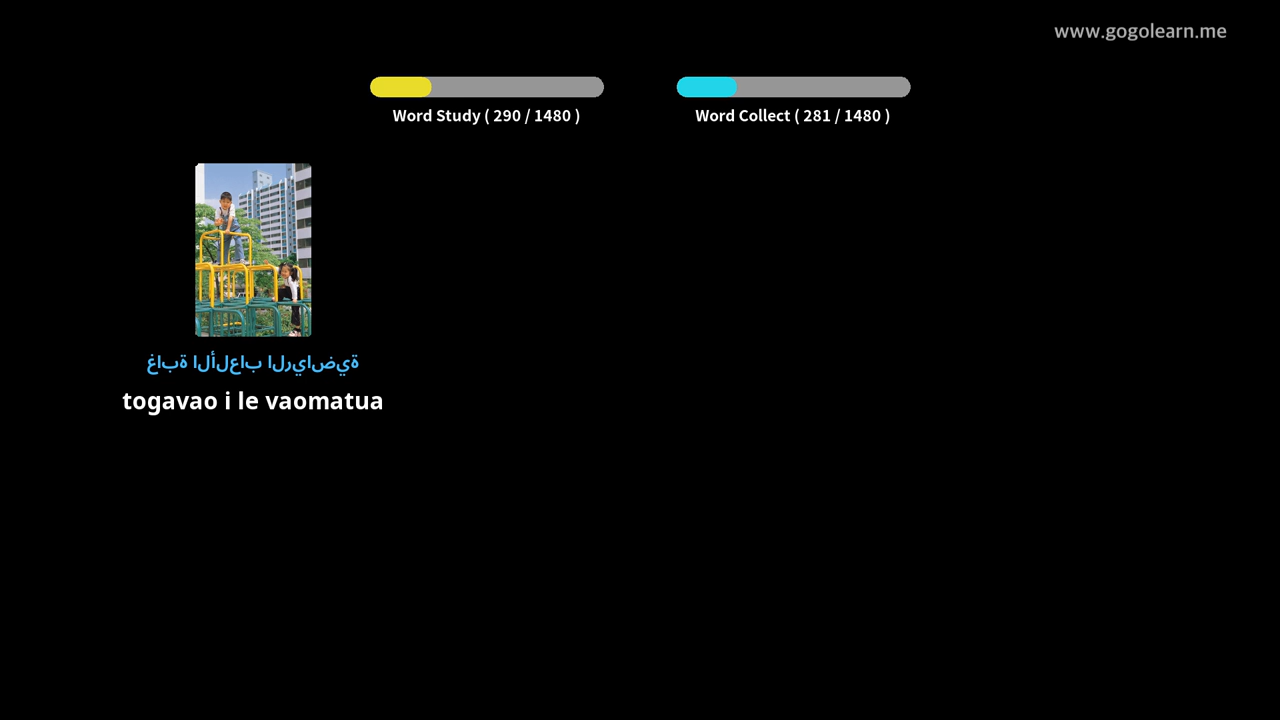 www.gogolearn.me
Word Study ( 290 / 1480 )
Word Collect ( 281 / 1480 )
غابة الألعاب الرياضية
togavao i le vaomatua